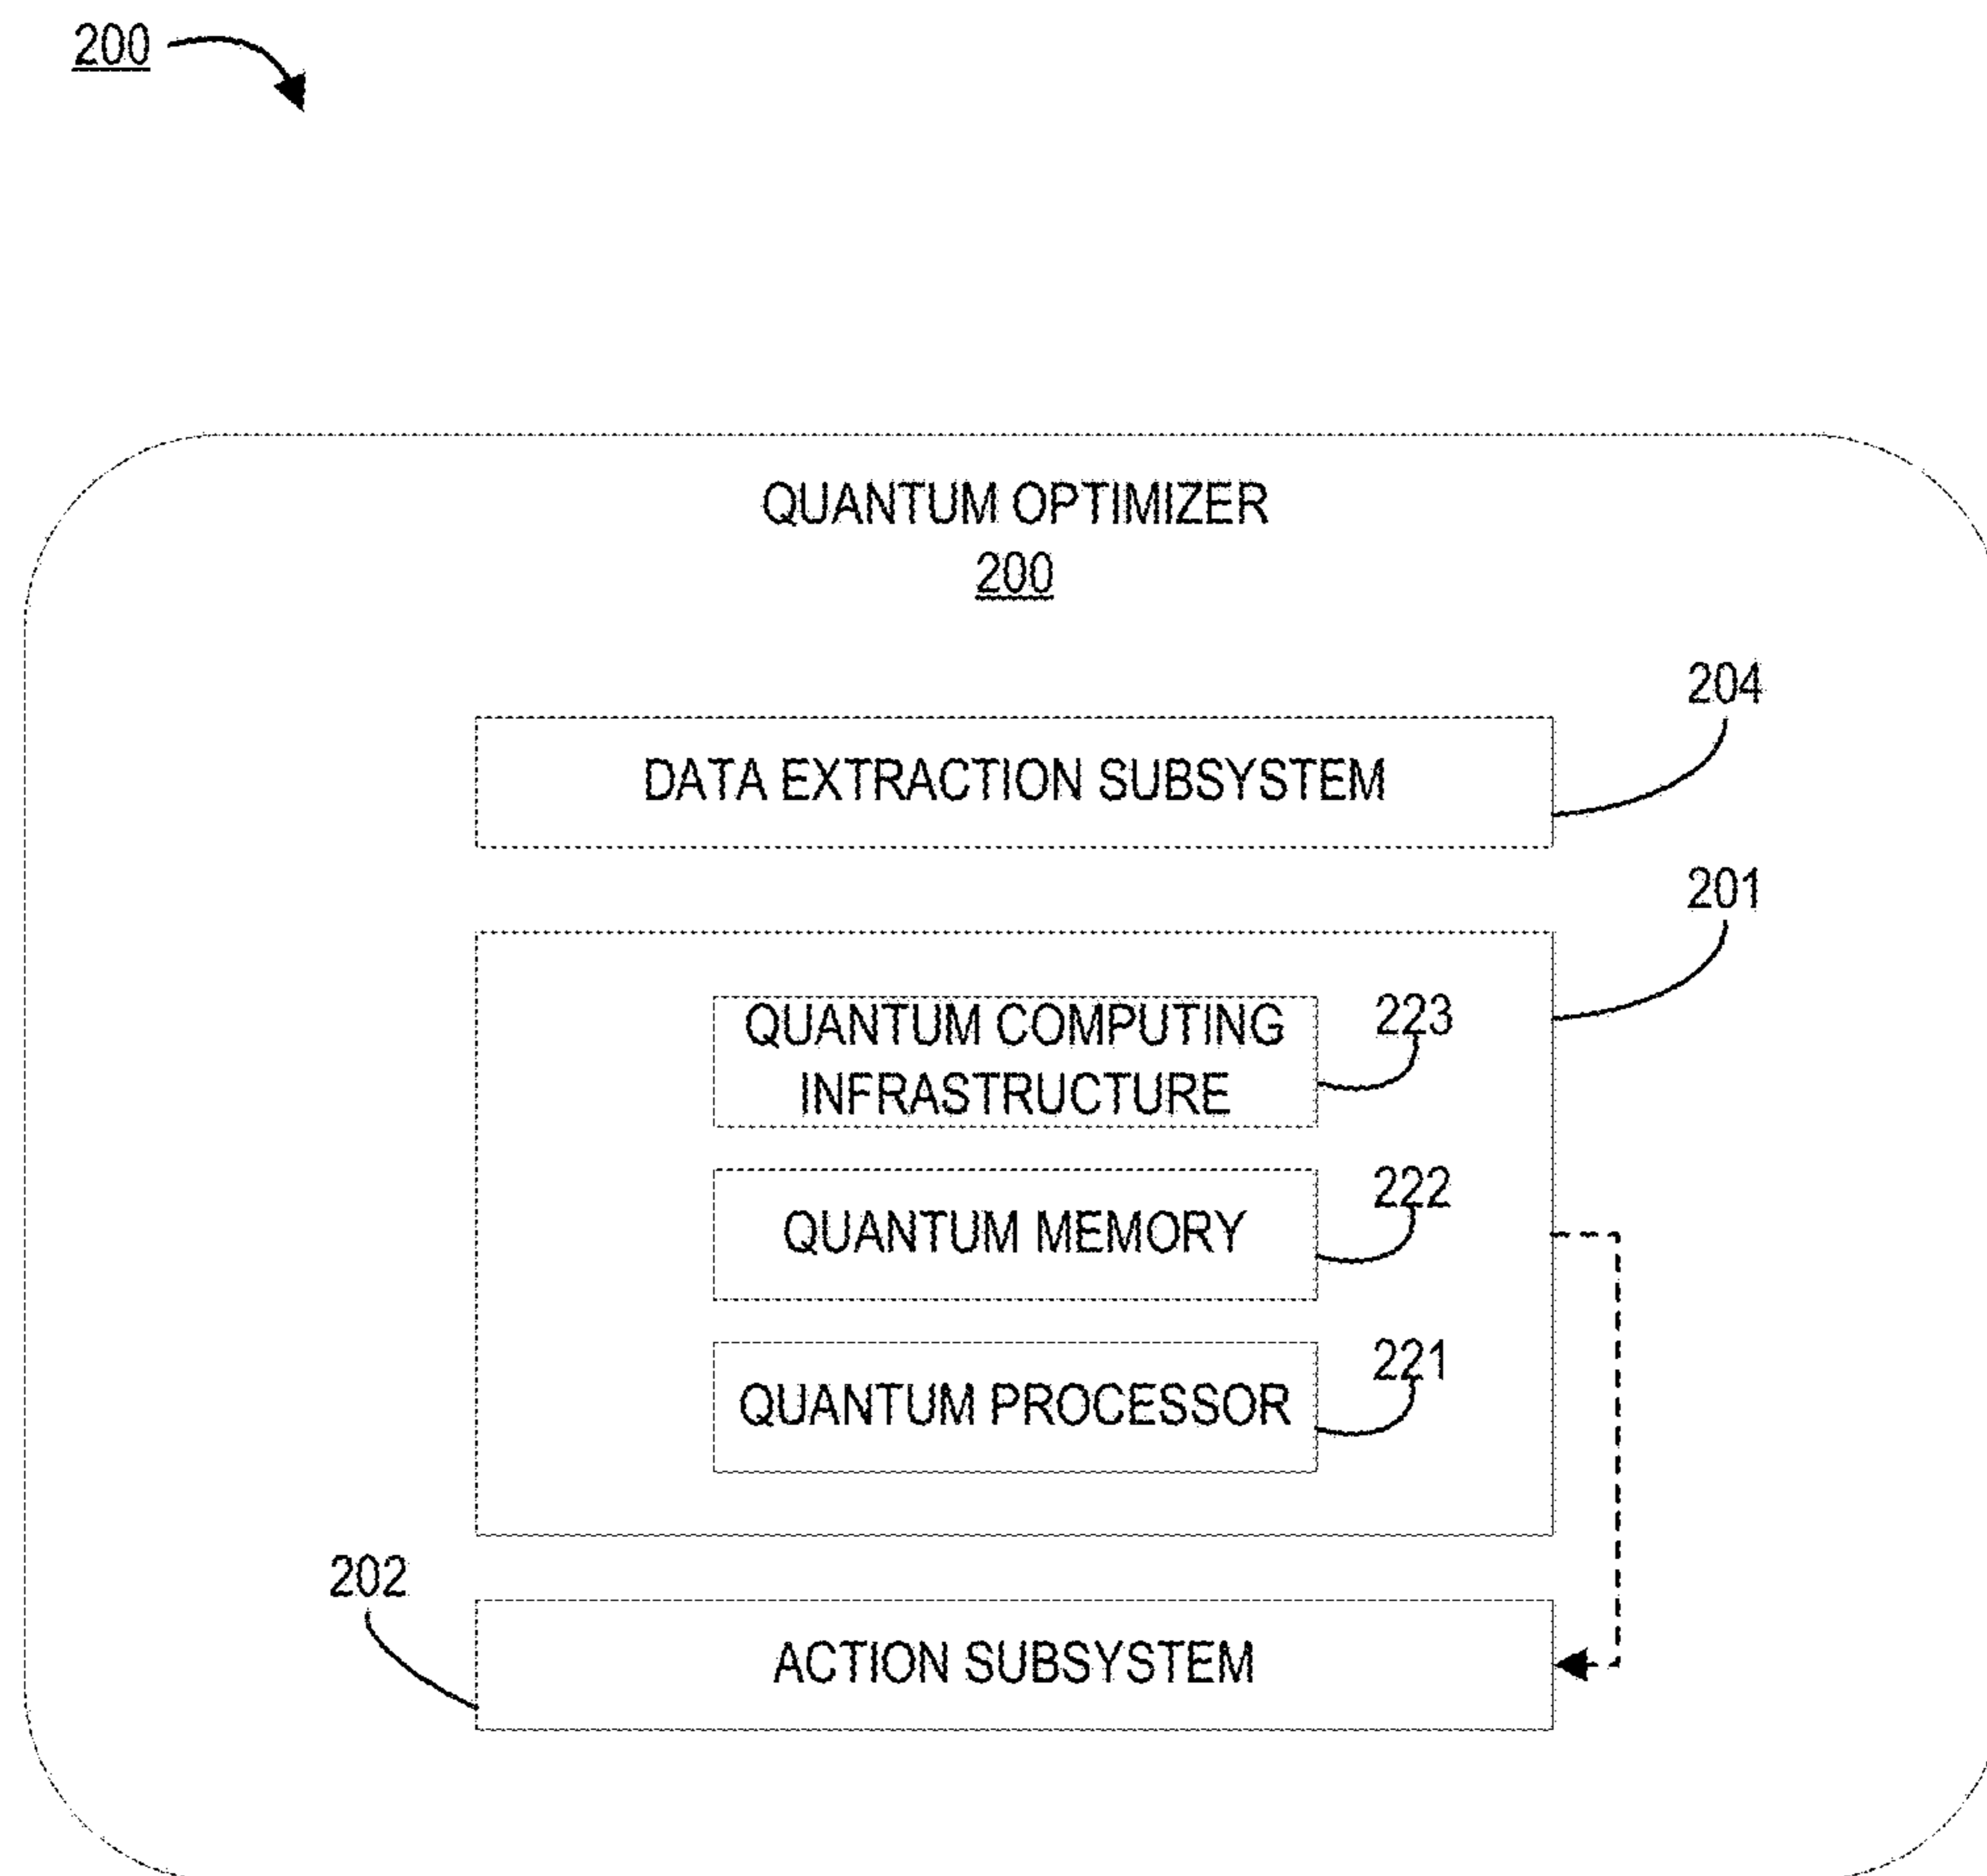 200
QUANTUM OPTIMIZER
200
204
DATA EXTRACTION SUBSYSTEM
201
QUANTUM COMPUTING
INFRASTRUCTURE
223
222
QUANTUM MEMORY
221
QUANTUM PROCESSOR
202
ACTION SUBSYSTEM